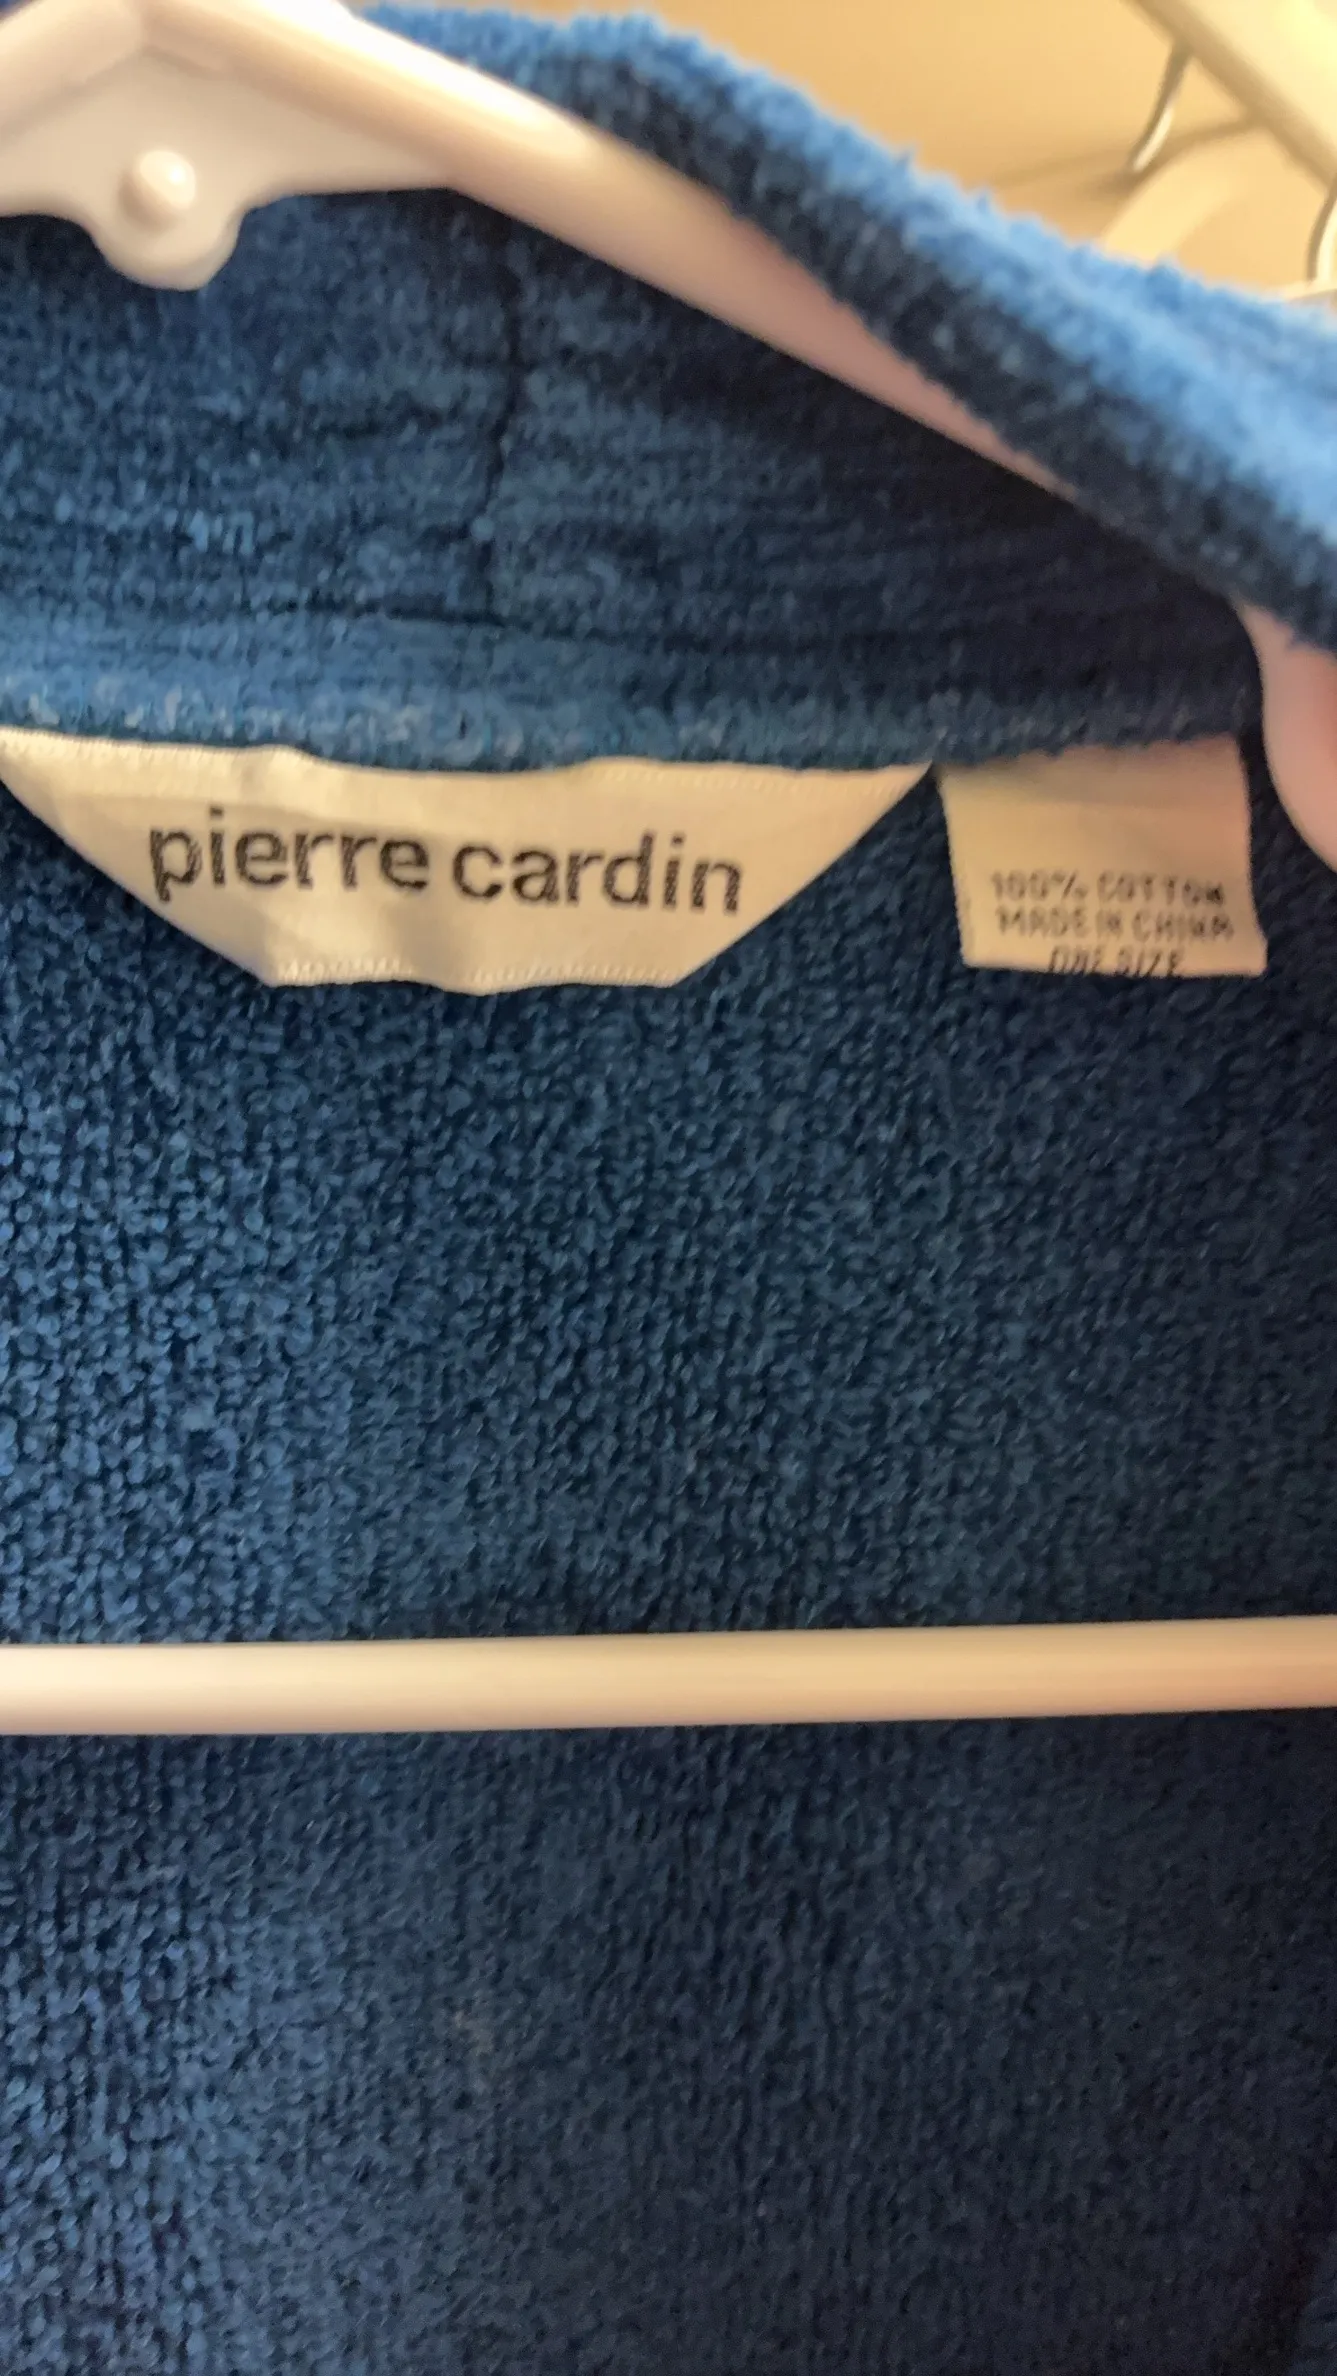 pierre cardin
100% COTTON
MADE IN CHINA
ONE SIZE